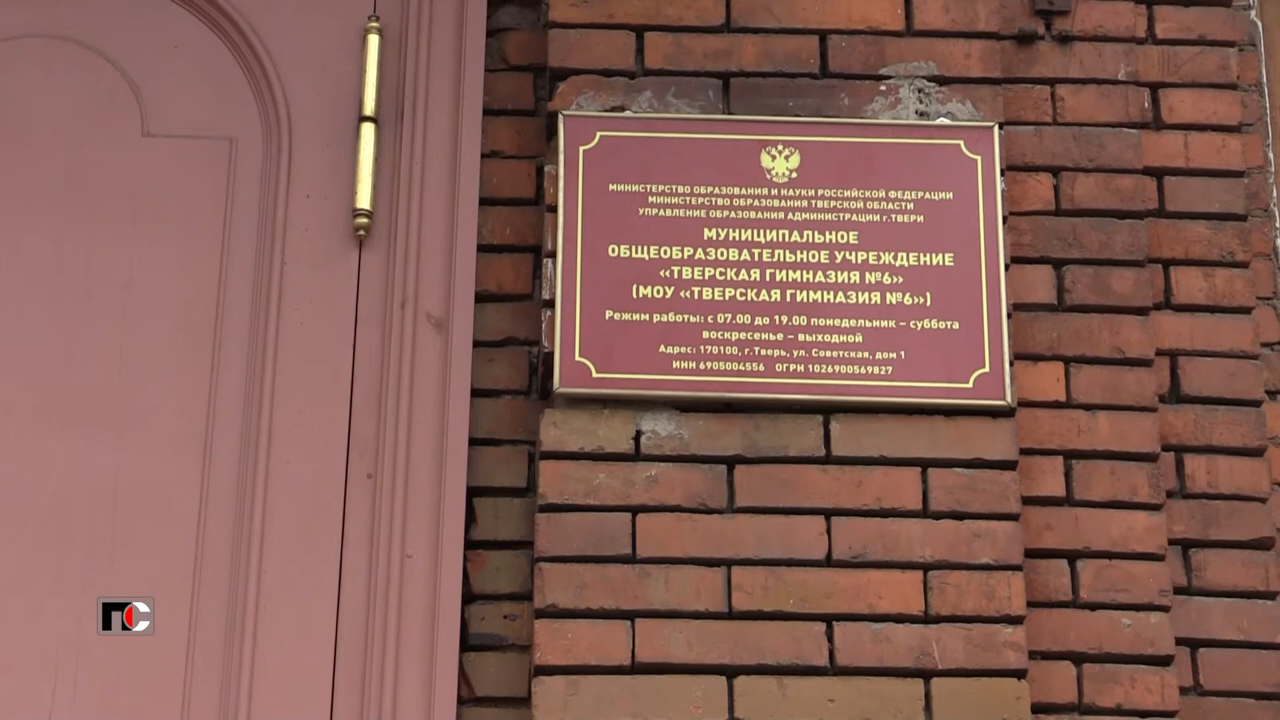 МИНИСТЕРСТВО ОБРАЗОВАНИЯ И НАУКИ РОССИЙСКОЙ ФЕДЕРАЦИИ
МИНИСТЕРСТВО ОБРАЗОВАНИЯ ТВЕРСКОЙ ОБЛАСТИ
УПРАВЛЕНИЕ ОБРАЗОВАНИЯ АДМИНИСТРАЦИИ г.ТВЕРИ
МУНИЦИПАЛЬНОЕ
ОБЩЕОБРАЗОВАТЕЛЬНОЕ УЧРЕЖДЕНИЕ
«ТВЕРСКАЯ ГИМНАЗИЯ №6»
(МОУ «ТВЕРСКАЯ ГИМНАЗИЯ №6»)
Режим работы: с 07.00 до 19.00 понедельник – суббота
воскресенье – выходной
Адрес: 170100, г.Тверь, ул. Советская, дом 1
ИНН 6905004556 ОГРН 1026900569827
ПС